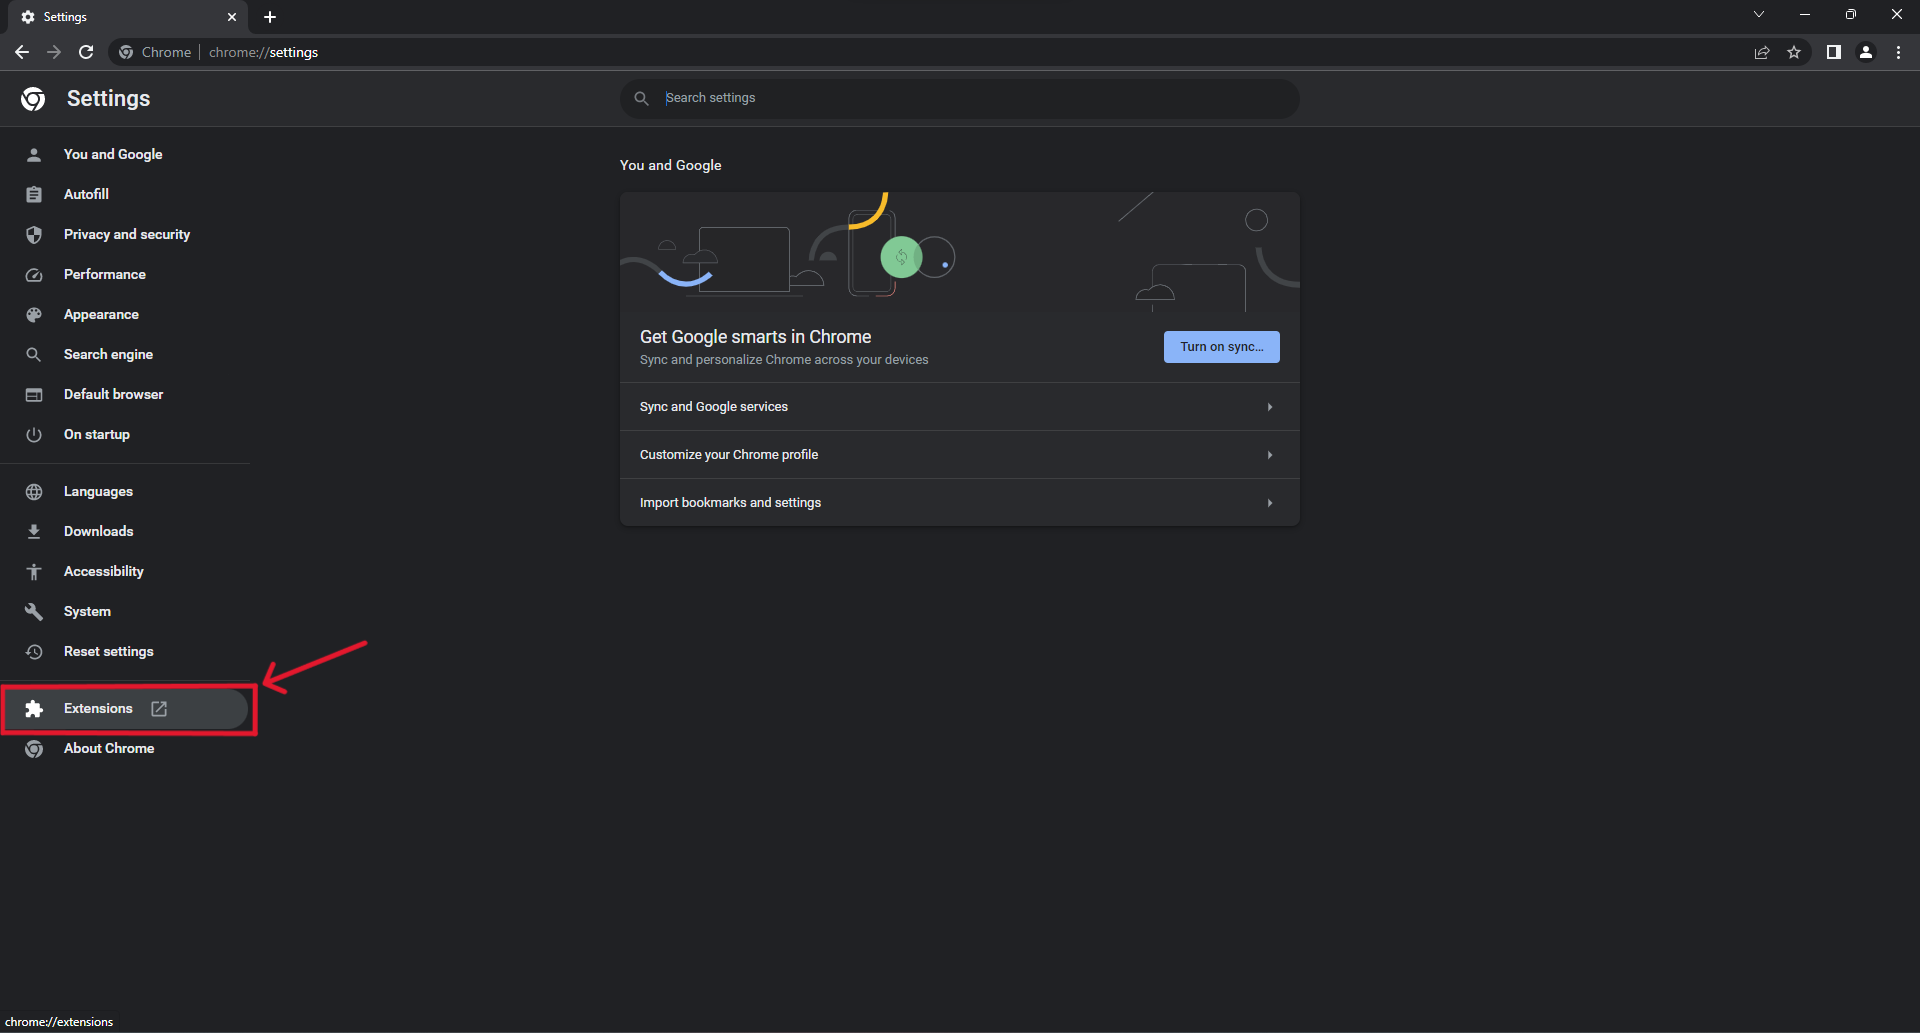 Settings
Chrome
chrome://settings
Settings
Search settings
You and Google
Autofill
Privacy and security
Performance
Appearance
Search engine
Default browser
On startup
Languages
Downloads
Accessibility
System
Reset settings
Extensions
About Chrome
You and Google
Get Google smarts in Chrome
Sync and personalize Chrome across your devices
Turn on sync...
Sync and Google services
Customize your Chrome profile
Import bookmarks and settings
chrome://extensions